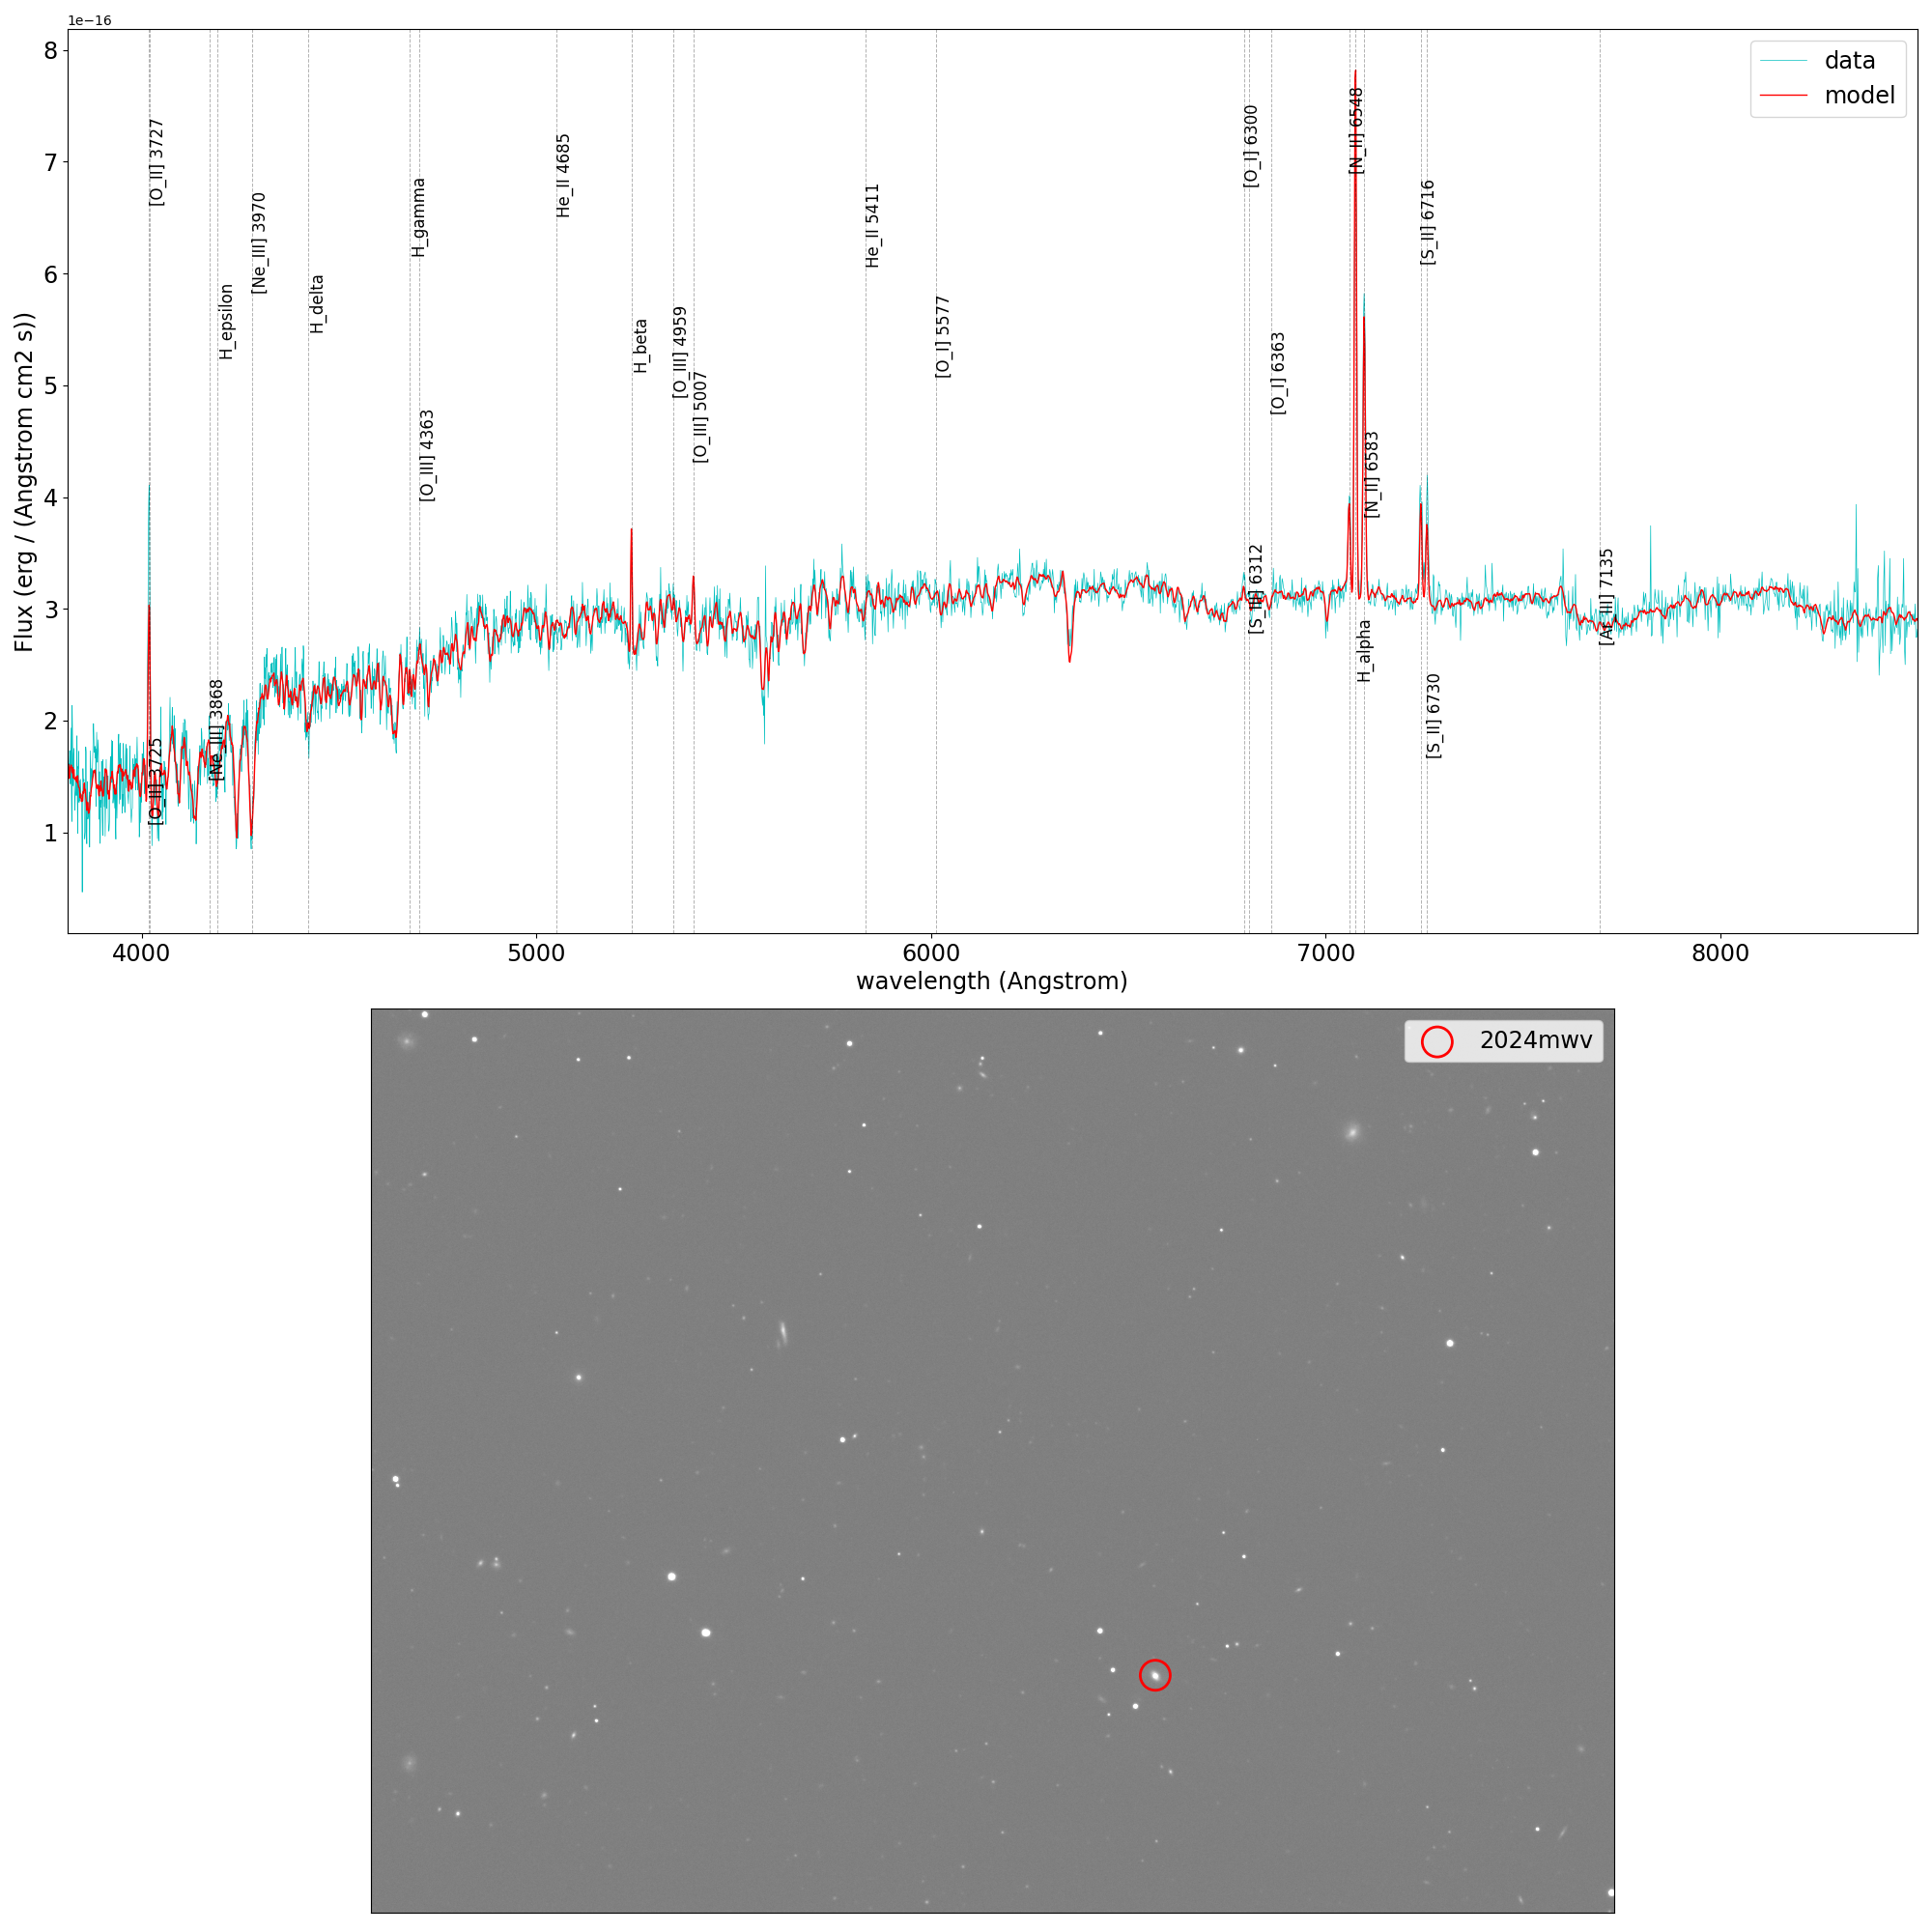 1e−16
data
model
8
7
6
5
4
3
2
1
Flux (erg / (Angstrom cm2 s))
[O_II] 3727
[O_II] 3725
[Ne_III] 3868
H_epsilon
[Ne_III] 3970
H_delta
H_gamma
[O_III] 4363
He_II 4685
H_beta
[O_III] 4959
[O_III] 5007
He_II 5411
[O_I] 5577
[O_I] 6300
[S_III] 6312
[O_I] 6363
[N_II] 6548
H_alpha
[N_II] 6583
[S_II] 6716
[S_II] 6730
[Ar_III] 7135
4000
5000
6000
7000
8000
wavelength (Angstrom)
2024mwv